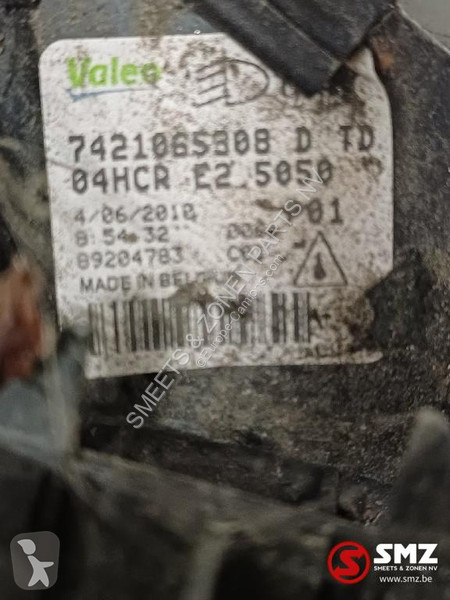 Valeo
7421065308 D TD
04HCR E2 5050
4/06/2010
01
8:54:32
89204783
MADE IN
SMEETS & ZONEN PARTS NV
SMZ
SMEETS & ZONEN NV
www.smz.be